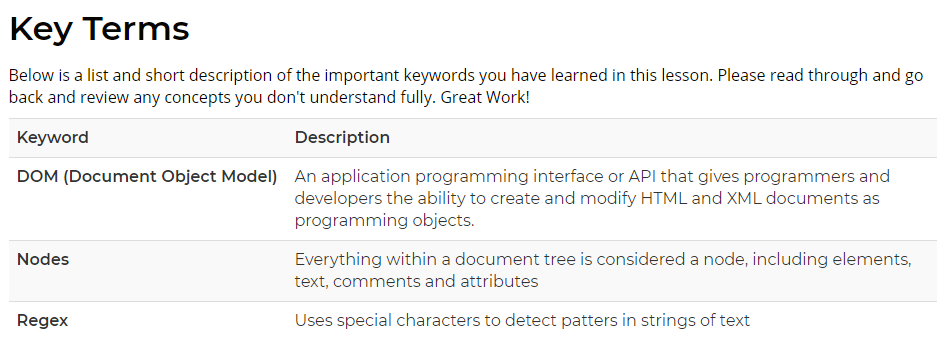 Key Terms
Below is a list and short description of the important keywords you have learned in this lesson. Please read through and go
back and review any concepts you don't understand fully. Great Work!
Keyword Description
DOM (Document Object Model) An application programming interface or API that gives programmers and
developers the ability to create and modify HTML and XML documents as
programming objects.
Nodes Everything within a document tree is considered a node, including elements,
text, comments and attributes
Regex Uses special characters to detect patters in strings of text